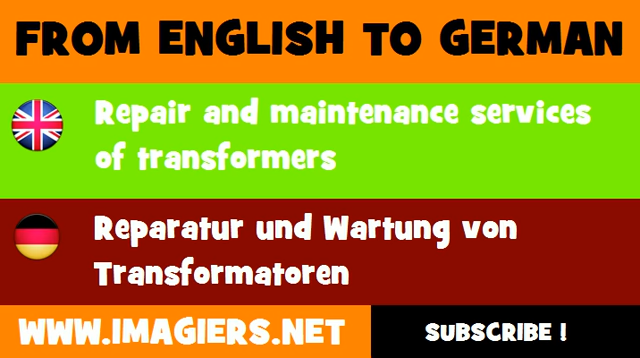 FROM ENGLISH TO GERMAN
Repair and maintenance services
of transformers
Reparatur und Wartung von
Transformatoren
WWW.IMAGIERS.NET
SUBSCRIBE !